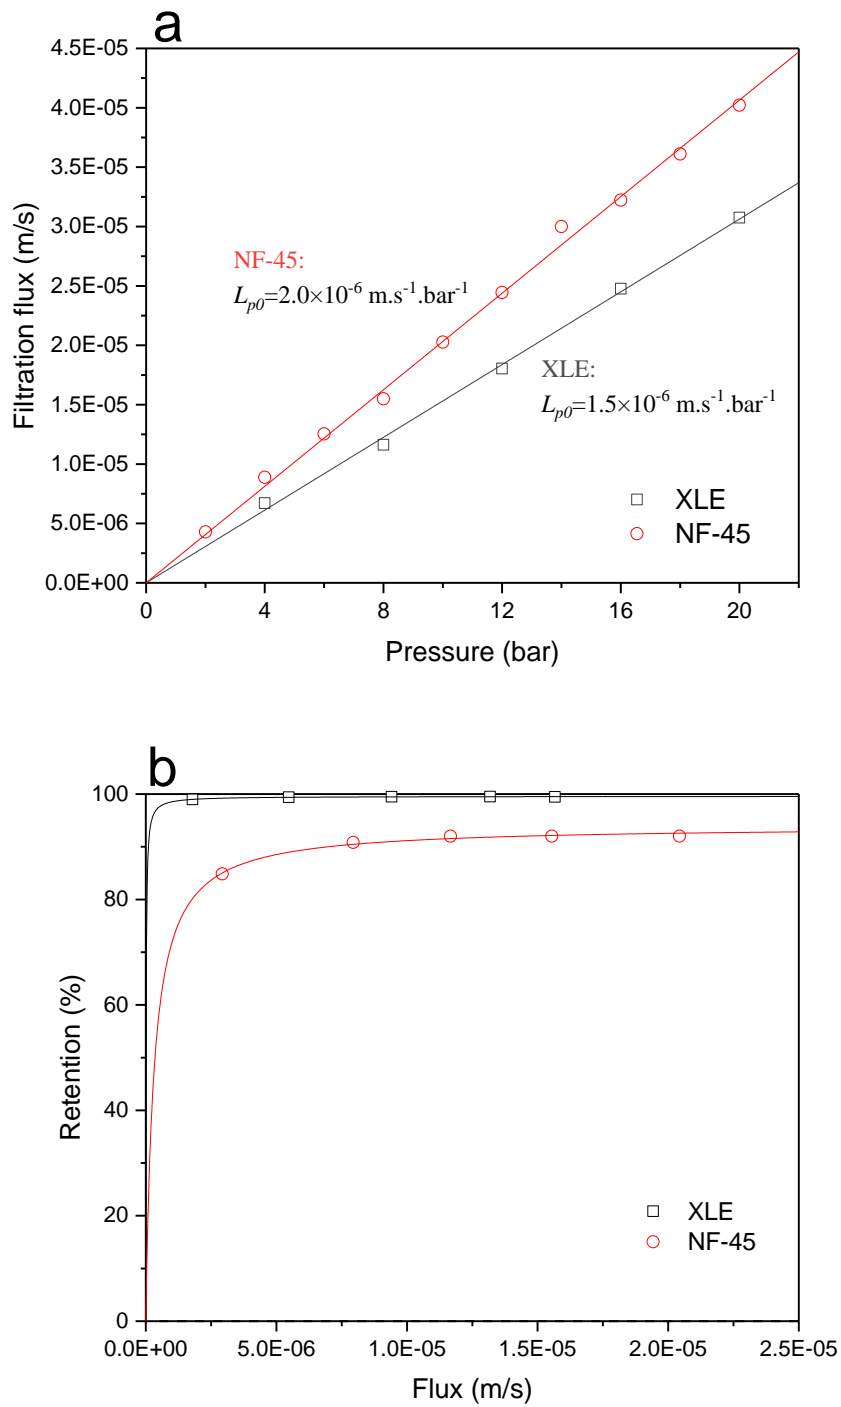 a
4.5E-05
4.0E-05
3.5E-05
3.0E-05
2.5E-05
2.0E-05
1.5E-05
1.0E-05
5.0E-06
0.0E+00
Filtration flux (m/s)
NF-45:
Lp0=2.0×10-6 m.s-1.bar-1
XLE:
Lp0=1.5×10-6 m.s-1.bar-1
XLE
NF-45
0 4 8 12 16 20
Pressure (bar)
b
100
80
60
40
20
0
Retention (%)
XLE
NF-45
0.0E+00 5.0E-06 1.0E-05 1.5E-05 2.0E-05 2.5E-05
Flux (m/s)